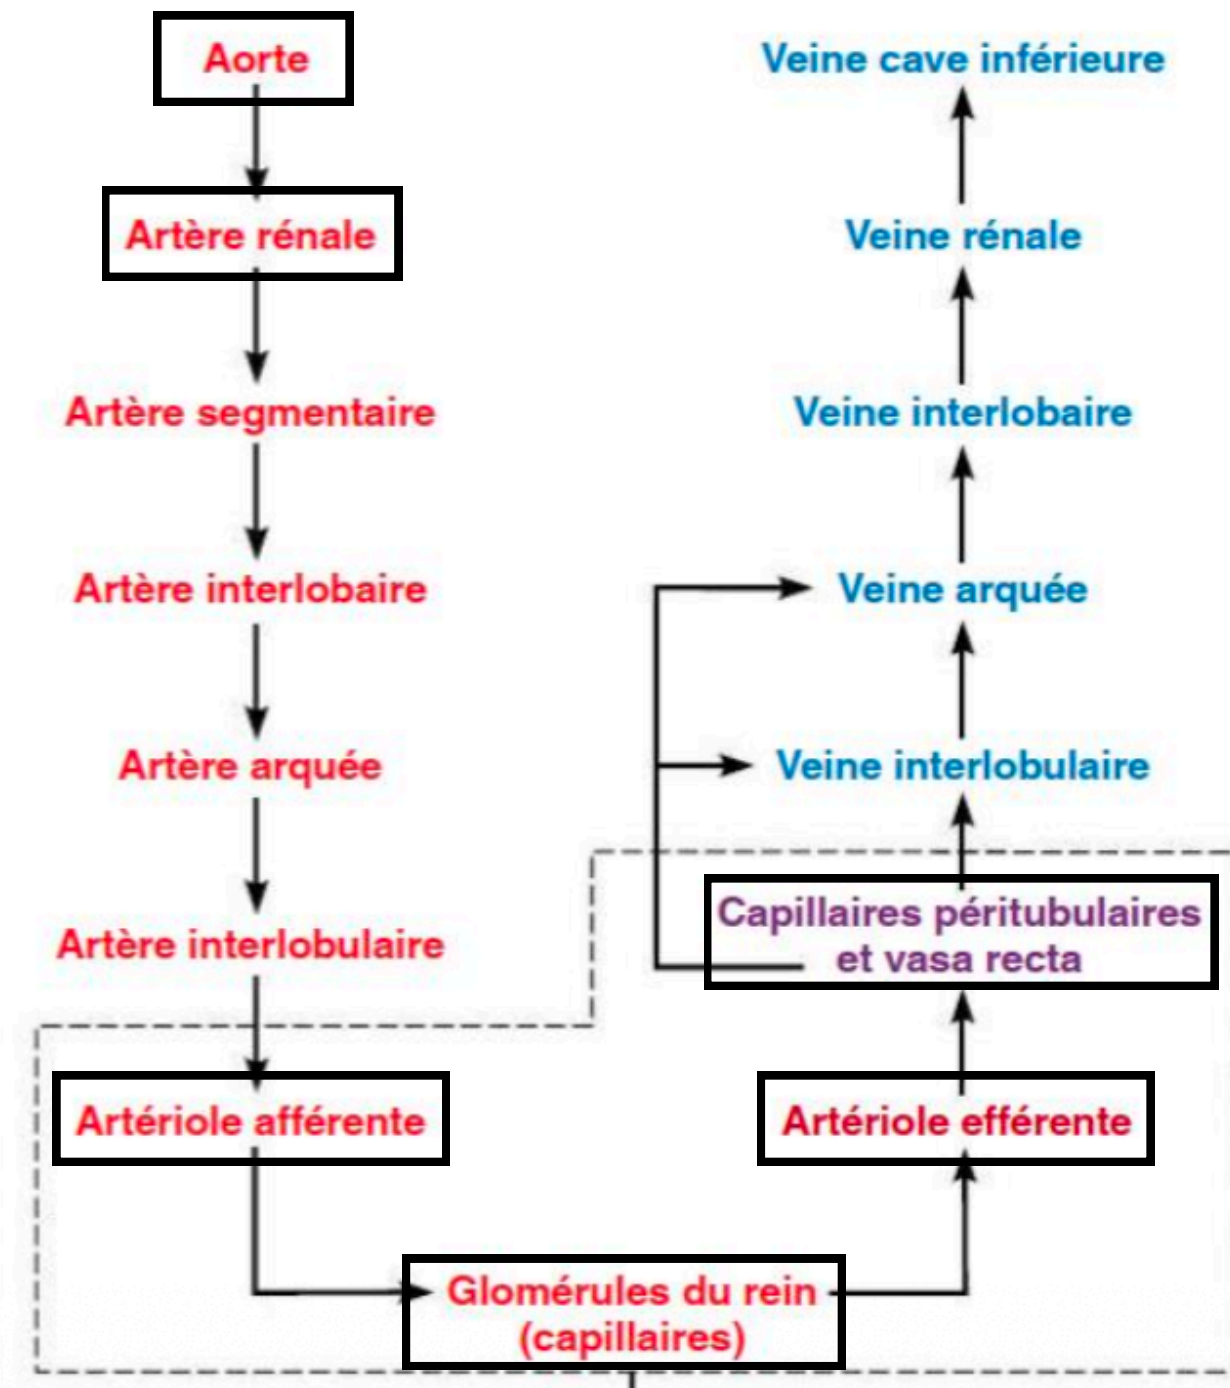 Aorte
Artère rénale
Artère segmentaire
Artère interlobaire
Artère arquée
Artère interlobulaire
Artériole afférente
Glomérules du rein
(capillaires)
Artériole efférente
Capillaires péritubulaires
et vasa recta
Veine interlobulaire
Veine arquée
Veine interlobaire
Veine rénale
Veine cave inférieure